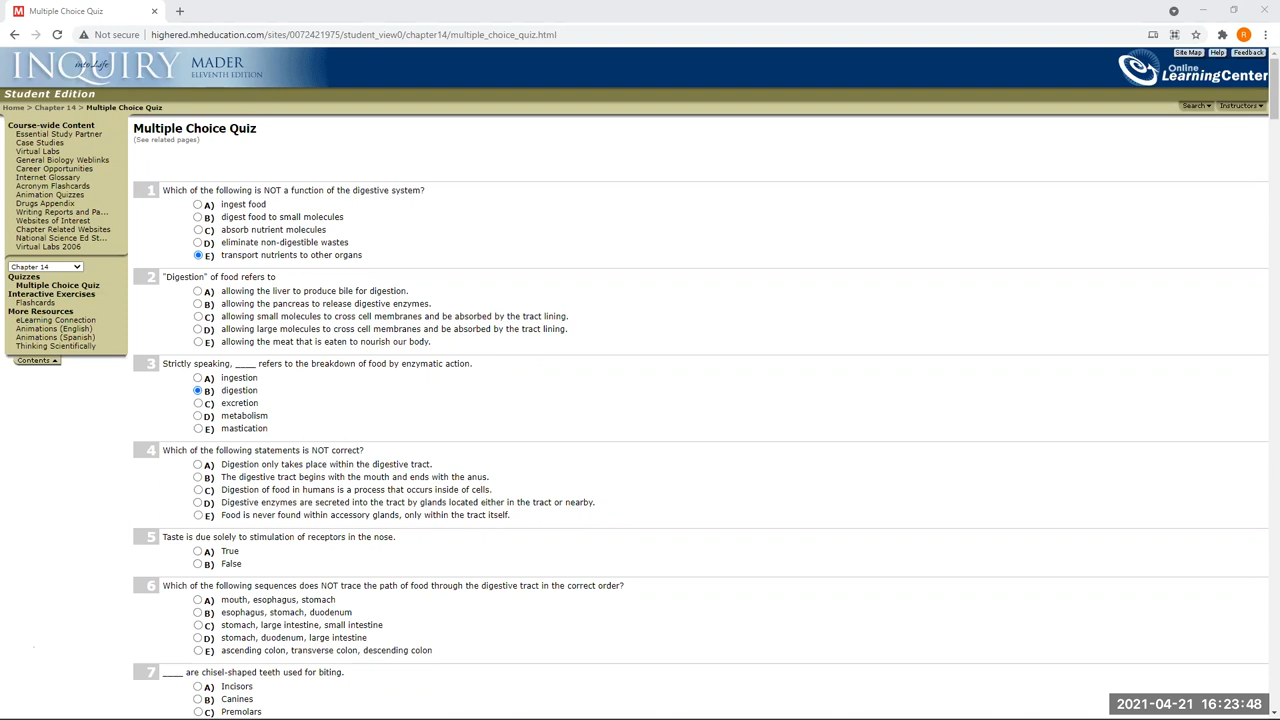 Multiple Choice Quiz
Not secure | highered.mheducation.com/sites/0072421975/student_view0/chapter14/multiple_choice_quiz.html
R
INQUIRY into Life
MADER
ELEVENTH EDITION
Site Map Help Feedback
Online
LearningCenter
Student Edition
Home > Chapter 14 > Multiple Choice Quiz
Search Instructors
Course-wide Content
Essential Study Partner
Case Studies
Virtual Labs
General Biology Weblinks
Career Opportunities
Internet Glossary
Acronym Flashcards
Animation Quizzes
Drugs Appendix
Writing Reports and Pa...
Websites of Interest
Chapter Related Websites
National Science Ed St...
Virtual Labs 2006
Chapter 14
Quizzes
Multiple Choice Quiz
Interactive Exercises
Flashcards
More Resources
eLearning Connection
Animations (English)
Animations (Spanish)
Thinking Scientifically
Contents
Multiple Choice Quiz
(See related pages)
1 Which of the following is NOT a function of the digestive system?
A) ingest food
B) digest food to small molecules
C) absorb nutrient molecules
D) eliminate non-digestible wastes
E) transport nutrients to other organs
2 "Digestion" of food refers to
A) allowing the liver to produce bile for digestion.
B) allowing the pancreas to release digestive enzymes.
C) allowing small molecules to cross cell membranes and be absorbed by the tract lining.
D) allowing large molecules to cross cell membranes and be absorbed by the tract lining.
E) allowing the meat that is eaten to nourish our body.
3 Strictly speaking, ____ refers to the breakdown of food by enzymatic action.
A) ingestion
B) digestion
C) excretion
D) metabolism
E) mastication
4 Which of the following statements is NOT correct?
A) Digestion only takes place within the digestive tract.
B) The digestive tract begins with the mouth and ends with the anus.
C) Digestion of food in humans is a process that occurs inside of cells.
D) Digestive enzymes are secreted into the tract by glands located either in the tract or nearby.
E) Food is never found within accessory glands, only within the tract itself.
5 Taste is due solely to stimulation of receptors in the nose.
A) True
B) False
6 Which of the following sequences does NOT trace the path of food through the digestive tract in the correct order?
A) mouth, esophagus, stomach
B) esophagus, stomach, duodenum
C) stomach, large intestine, small intestine
D) stomach, duodenum, large intestine
E) ascending colon, transverse colon, descending colon
7 ____ are chisel-shaped teeth used for biting.
A) Incisors
B) Canines
C) Premolars
2021-04-21 16:23:48